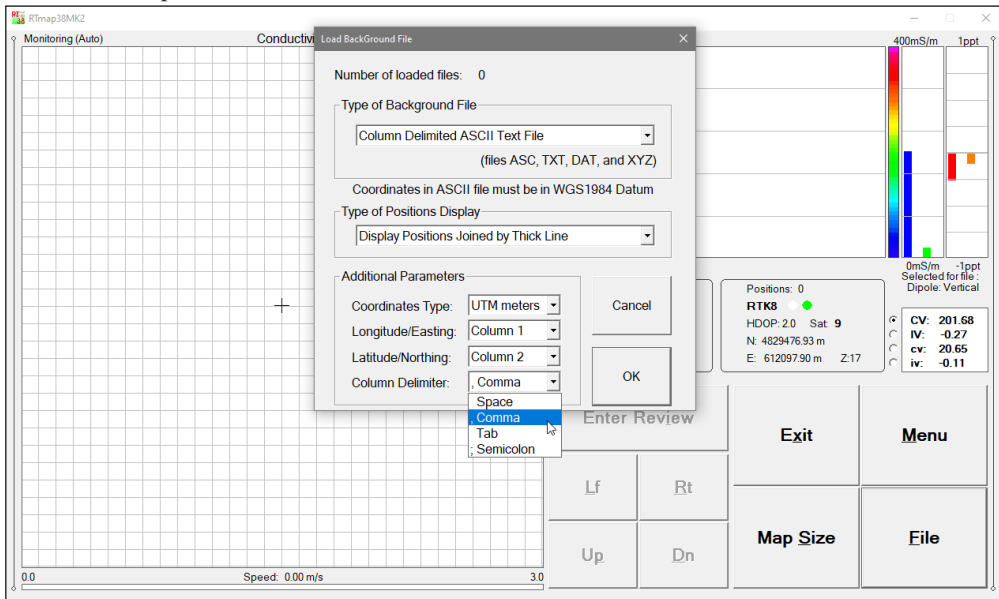 RTmap38MK2
Monitoring (Auto)
Conductivi
400mS/m 1ppt
Load BackGround File
Number of loaded files: 0
Type of Background File
Column Delimited ASCII Text File
(files ASC, TXT, DAT, and XYZ)
Coordinates in ASCII file must be in WGS1984 Datum
Type of Positions Display
Display Positions Joined by Thick Line
Additional Parameters
Coordinates Type: UTM meters
Longitude/Easting: Column 1
Latitude/Northing: Column 2
Column Delimiter: , Comma
Space
, Comma
Tab
; Semicolon
Cancel
OK
0mS/m -1ppt
Selected for file :
Dipole: Vertical
Positions: 0
RTK8
HDOP: 2.0 Sat: 9
N: 4829476.93 m
E: 612097.90 m Z:17
CV: 201.68
IV: -0.27
cv: 20.65
iv: -0.11
Enter Review
Exit
Menu
Lf
Rt
Up
Dn
Map Size
File
0.0
Speed: 0.00 m/s
3.0